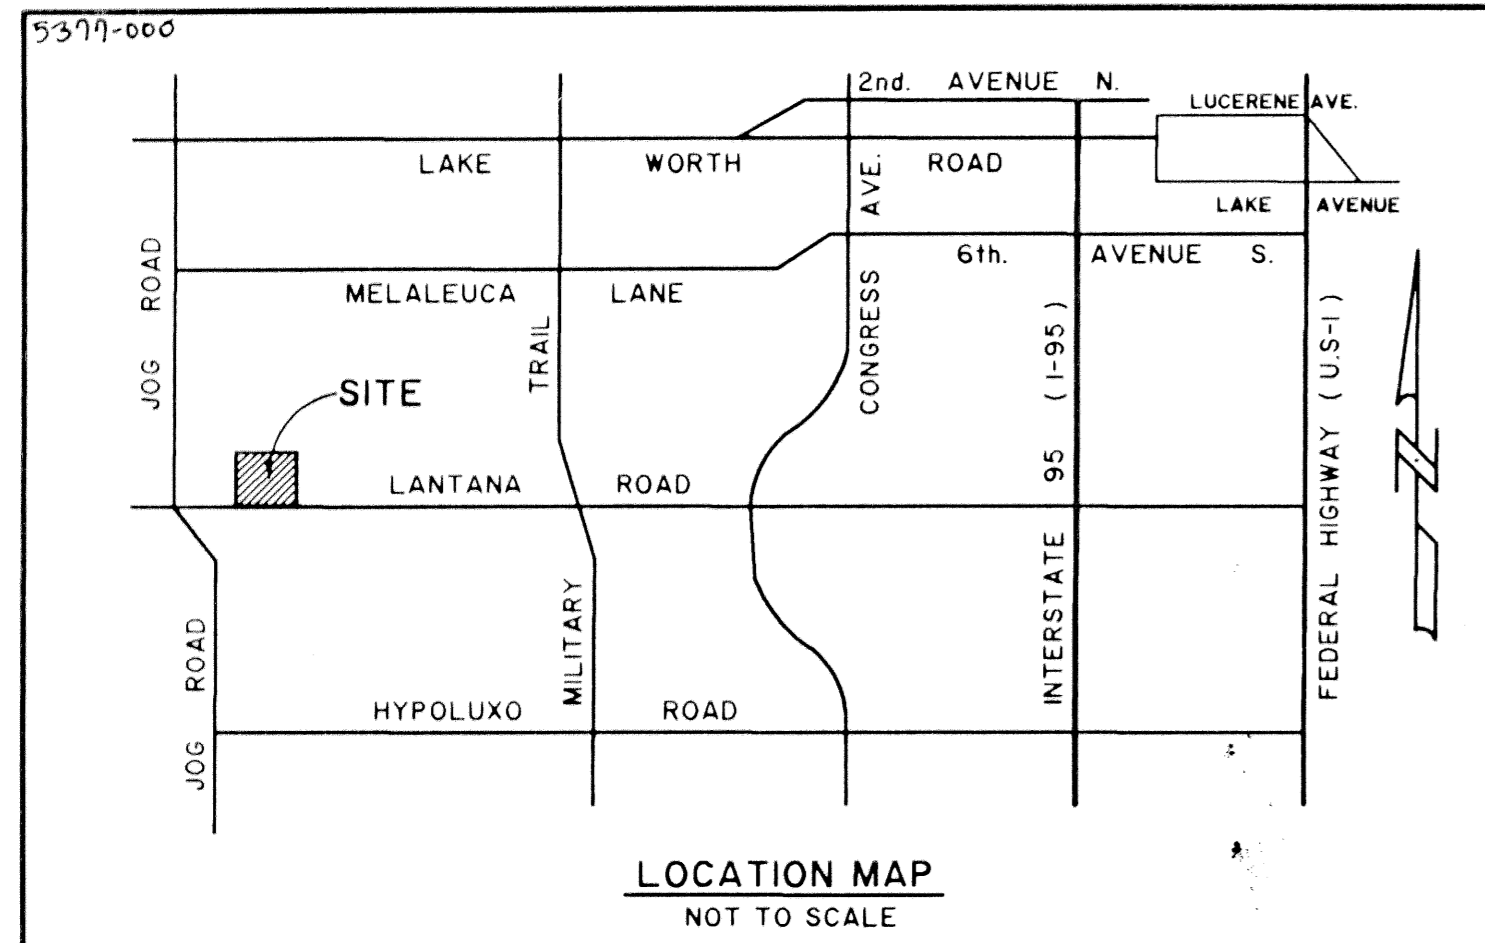 5377-000
2nd. AVENUE N.
LUCERENE AVE.
LAKE WORTH ROAD
LAKE AVENUE
6th. AVENUE S.
MELALEUCA LANE
JOG ROAD
MILITARY TRAIL
CONGRESS AVE.
INTERSTATE 95 (I-95)
FEDERAL HIGHWAY (U.S-1)
SITE
N
LANTANA ROAD
JOG ROAD
HYPOLUXO ROAD
LOCATION MAP
NOT TO SCALE